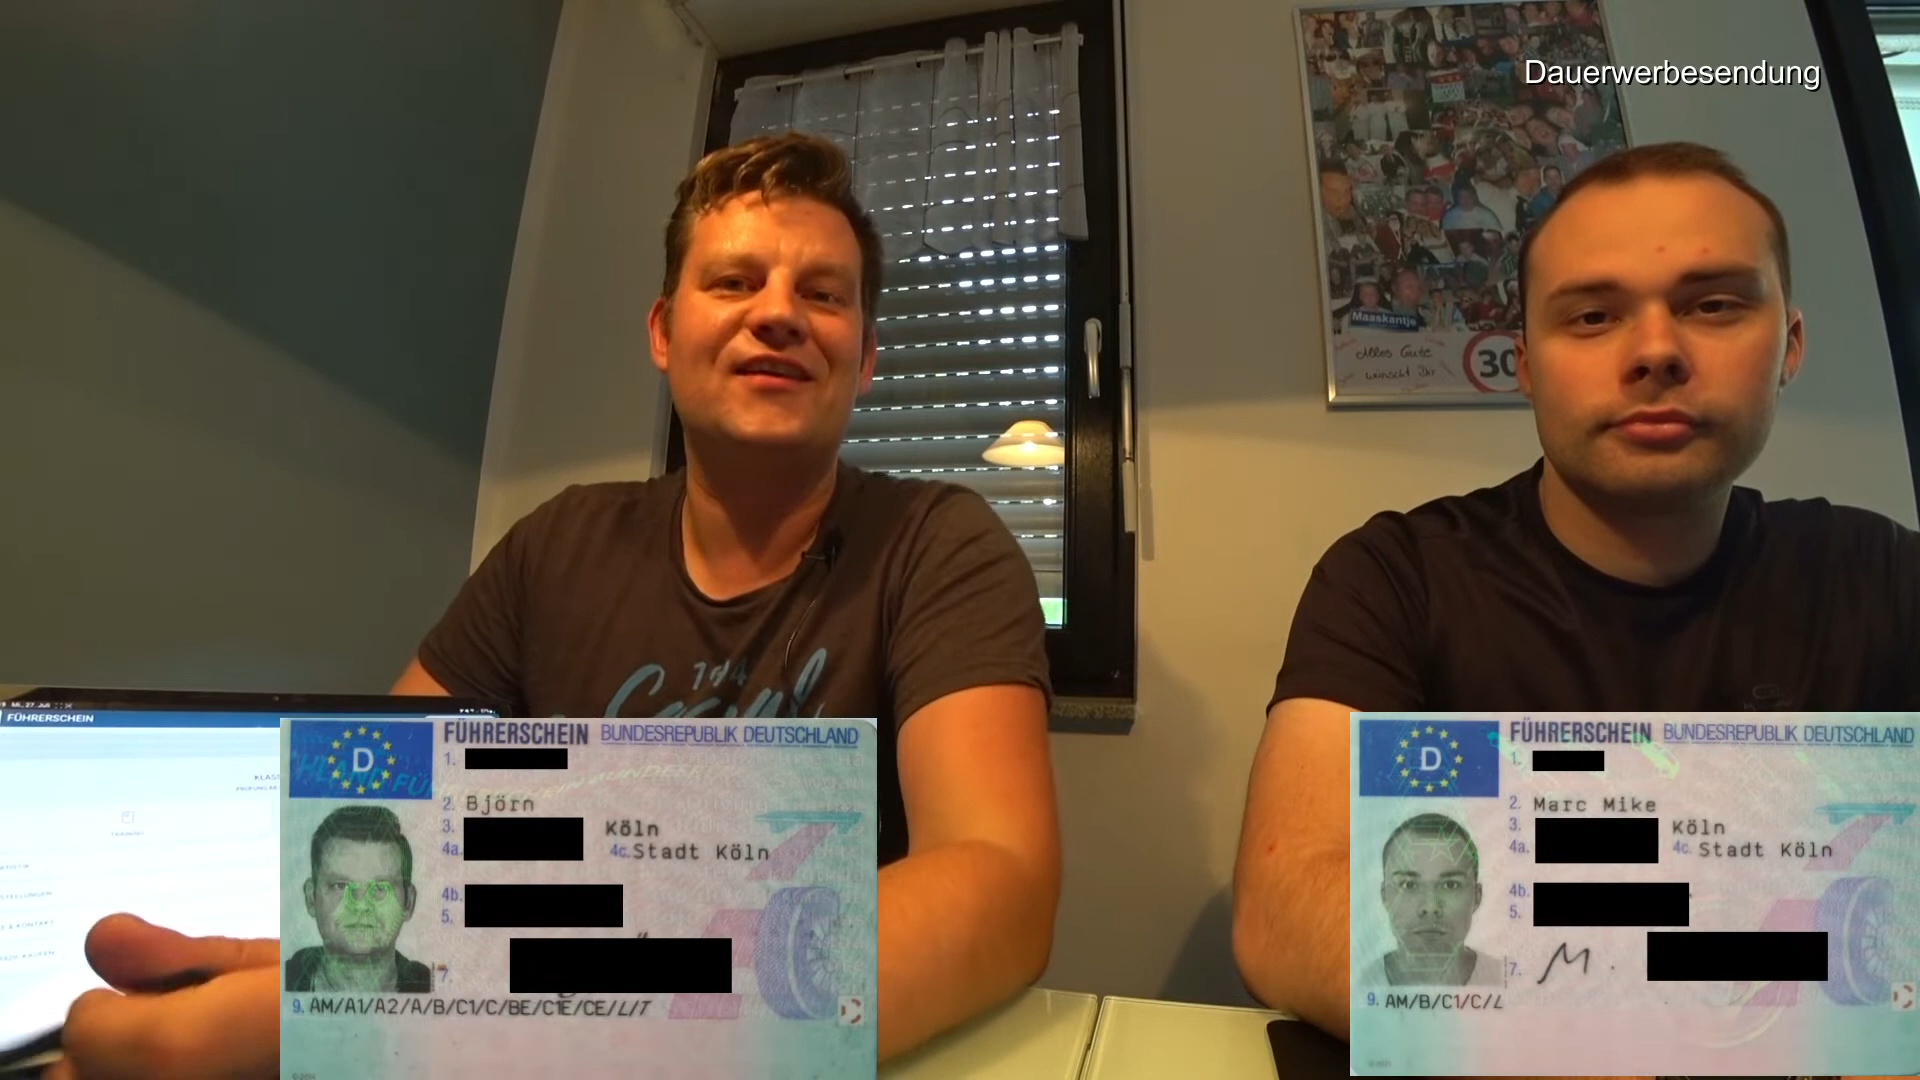 Dauerwerbesendung
Maaskantje
Alles Gute
wünscht Dir
30
FÜHRERSCHEIN
FÜHRERSCHEIN BUNDESREPUBLIK DEUTSCHLAND
D
1.
2. Björn
3. Köln
4a. 4c. Stadt Köln
4b.
5.
7.
9. AM/A1/A2/A/B/C1/C/BE/C1E/CE/L/T
FÜHRERSCHEIN BUNDESREPUBLIK DEUTSCHLAND
D
1.
2. Marc Mike
3. Köln
4a. 4c. Stadt Köln
4b.
5.
7. M.
9. AM/B/C1/C/L